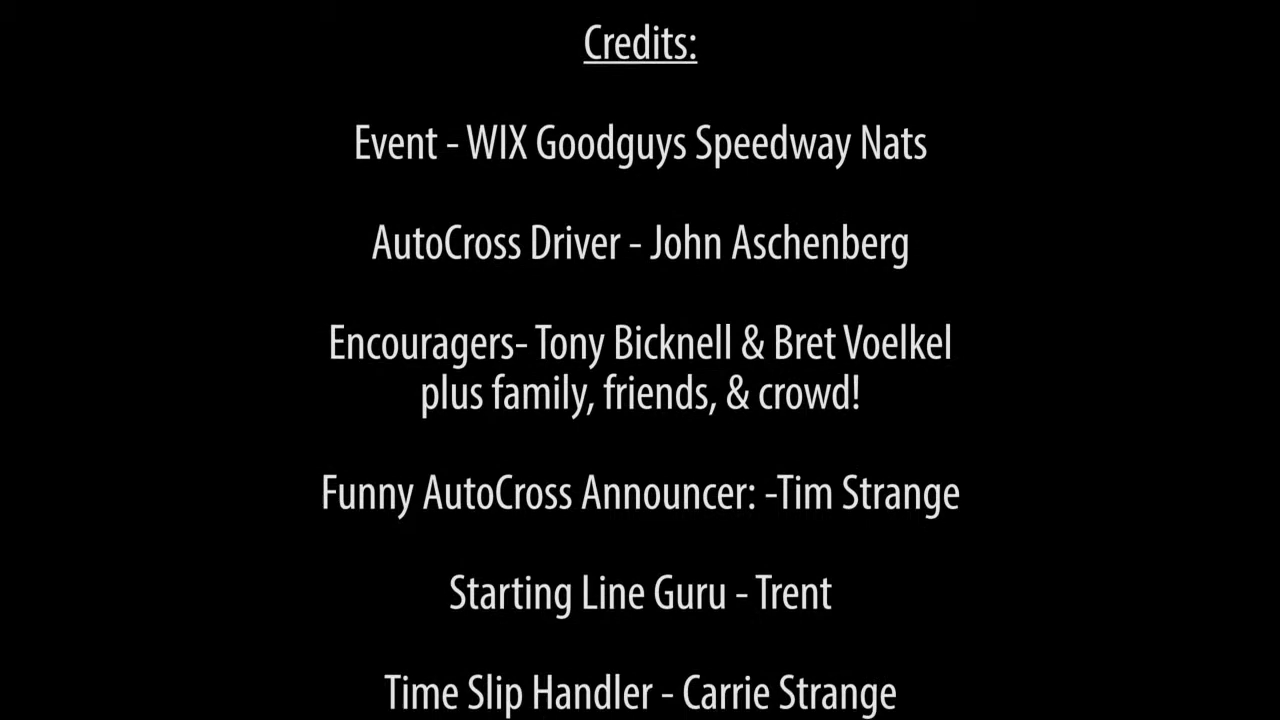 Credits:
Event - WIX Goodguys Speedway Nats
AutoCross Driver - John Aschenberg
Encouragers- Tony Bicknell & Bret Voelkel
plus family, friends, & crowd!
Funny AutoCross Announcer: -Tim Strange
Starting Line Guru - Trent
Time Slip Handler - Carrie Strange